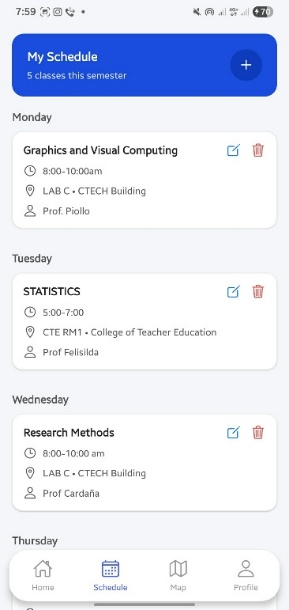 7:59
70
My Schedule
5 classes this semester
Monday
Graphics and Visual Computing
8:00-10:00am
LAB C • CTECH Building
Prof. Piollo
Tuesday
STATISTICS
5:00-7:00
CTE RM1 • College of Teacher Education
Prof Felisilda
Wednesday
Research Methods
8:00-10:00 am
LAB C • CTECH Building
Prof Cardaña
Thursday
Home
Schedule
Map
Profile